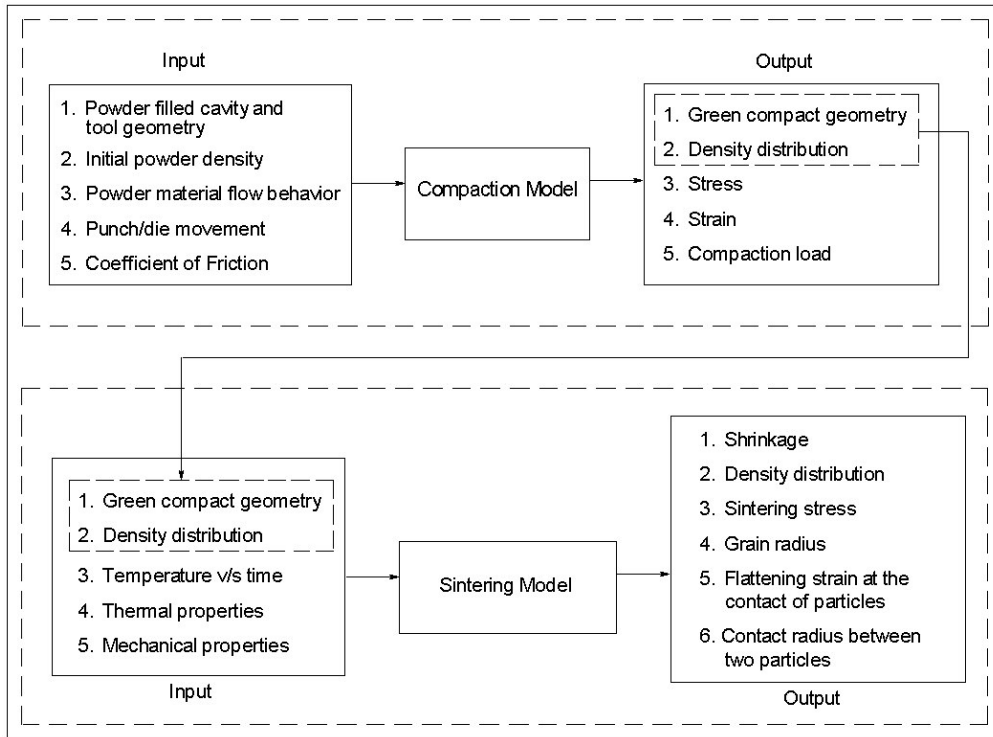 Input
1. Powder filled cavity and
tool geometry
2. Initial powder density
3. Powder material flow behavior
4. Punch/die movement
5. Coefficient of Friction
Compaction Model
Output
1. Green compact geometry
2. Density distribution
3. Stress
4. Strain
5. Compaction load
1. Green compact geometry
2. Density distribution
3. Temperature v/s time
4. Thermal properties
5. Mechanical properties
Input
Sintering Model
1. Shrinkage
2. Density distribution
3. Sintering stress
4. Grain radius
5. Flattening strain at the
contact of particles
6. Contact radius between
two particles
Output